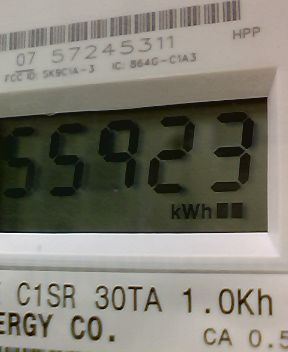 HPP
07 57245311
FCC ID: SK9C1A-3 IC: 864G-C1A3
55923
kWh
C1SR 30TA 1.0Kh
ERGY CO.
CA 0.5